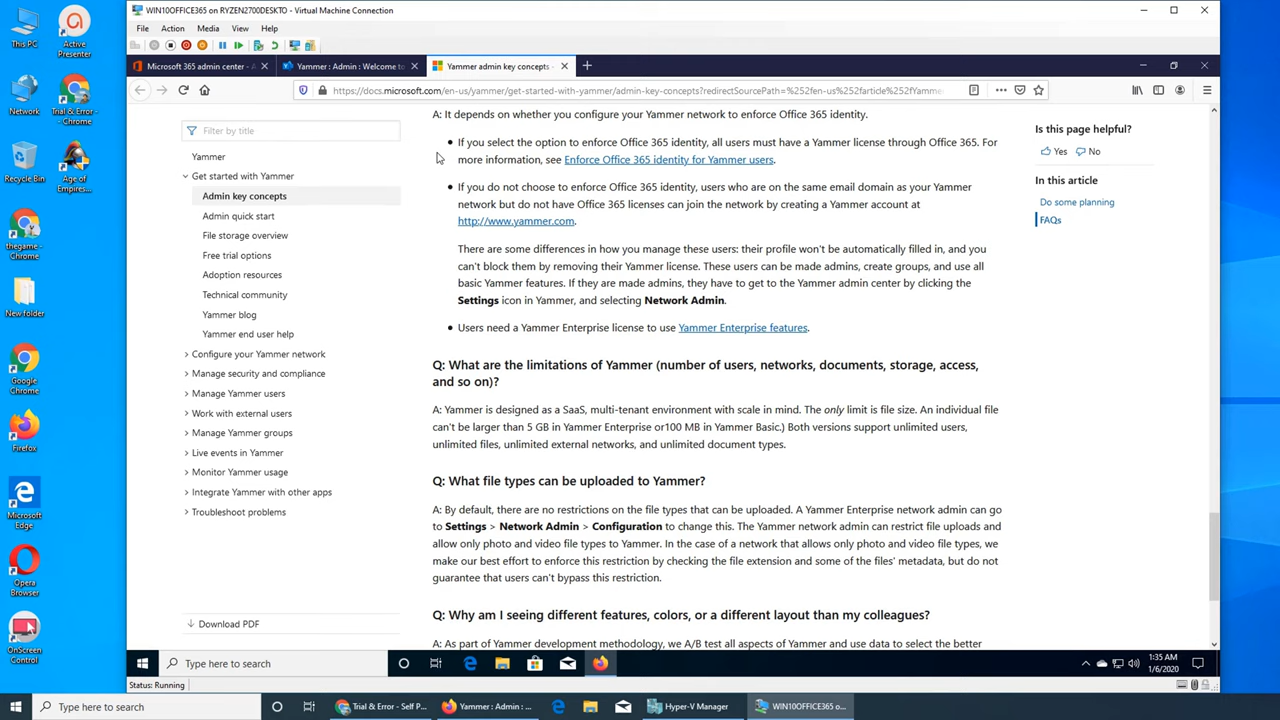 WIN10OFFICE365 on RYZEN2700DESKTO - Virtual Machine Connection
File Action Media View Help
Microsoft 365 admin center - A
Yammer : Admin : Welcome to
Yammer admin key concepts -
https://docs.microsoft.com/en-us/yammer/get-started-with-yammer/admin-key-concepts?redirectSourcePath=%252fen-us%252farticle%252fYamme
This PC
Active Presenter
Network
Trial & Error - Chrome
Recycle Bin
Age of Empires...
thegame - Chrome
New folder
Google Chrome
Firefox
Microsoft Edge
Opera Browser
OnScreen Control
Filter by title
Yammer
Get started with Yammer
Admin key concepts
Admin quick start
File storage overview
Free trial options
Adoption resources
Technical community
Yammer blog
Yammer end user help
Configure your Yammer network
Manage security and compliance
Manage Yammer users
Work with external users
Manage Yammer groups
Live events in Yammer
Monitor Yammer usage
Integrate Yammer with other apps
Troubleshoot problems
Download PDF
A: It depends on whether you configure your Yammer network to enforce Office 365 identity.
• If you select the option to enforce Office 365 identity, all users must have a Yammer license through Office 365. For
more information, see Enforce Office 365 identity for Yammer users.
• If you do not choose to enforce Office 365 identity, users who are on the same email domain as your Yammer
network but do not have Office 365 licenses can join the network by creating a Yammer account at
http://www.yammer.com.
There are some differences in how you manage these users: their profile won't be automatically filled in, and you
can't block them by removing their Yammer license. These users can be made admins, create groups, and use all
basic Yammer features. If they are made admins, they have to get to the Yammer admin center by clicking the
Settings icon in Yammer, and selecting Network Admin.
• Users need a Yammer Enterprise license to use Yammer Enterprise features.
Q: What are the limitations of Yammer (number of users, networks, documents, storage, access,
and so on)?
A: Yammer is designed as a SaaS, multi-tenant environment with scale in mind. The only limit is file size. An individual file
can't be larger than 5 GB in Yammer Enterprise or100 MB in Yammer Basic.) Both versions support unlimited users,
unlimited files, unlimited external networks, and unlimited document types.
Q: What file types can be uploaded to Yammer?
A: By default, there are no restrictions on the file types that can be uploaded. A Yammer Enterprise network admin can go
to Settings > Network Admin > Configuration to change this. The Yammer network admin can restrict file uploads and
allow only photo and video file types to Yammer. In the case of a network that allows only photo and video file types, we
make our best effort to enforce this restriction by checking the file extension and some of the files' metadata, but do not
guarantee that users can't bypass this restriction.
Q: Why am I seeing different features, colors, or a different layout than my colleagues?
A: As part of Yammer development methodology, we A/B test all aspects of Yammer and use data to select the better
Is this page helpful?
Yes No
In this article
Do some planning
FAQs
Type here to search
1:35 AM
1/6/2020
Status: Running
Type here to search
Trial & Error - Self P...
Yammer : Admin : ...
Hyper-V Manager
WIN10OFFICE365 o...